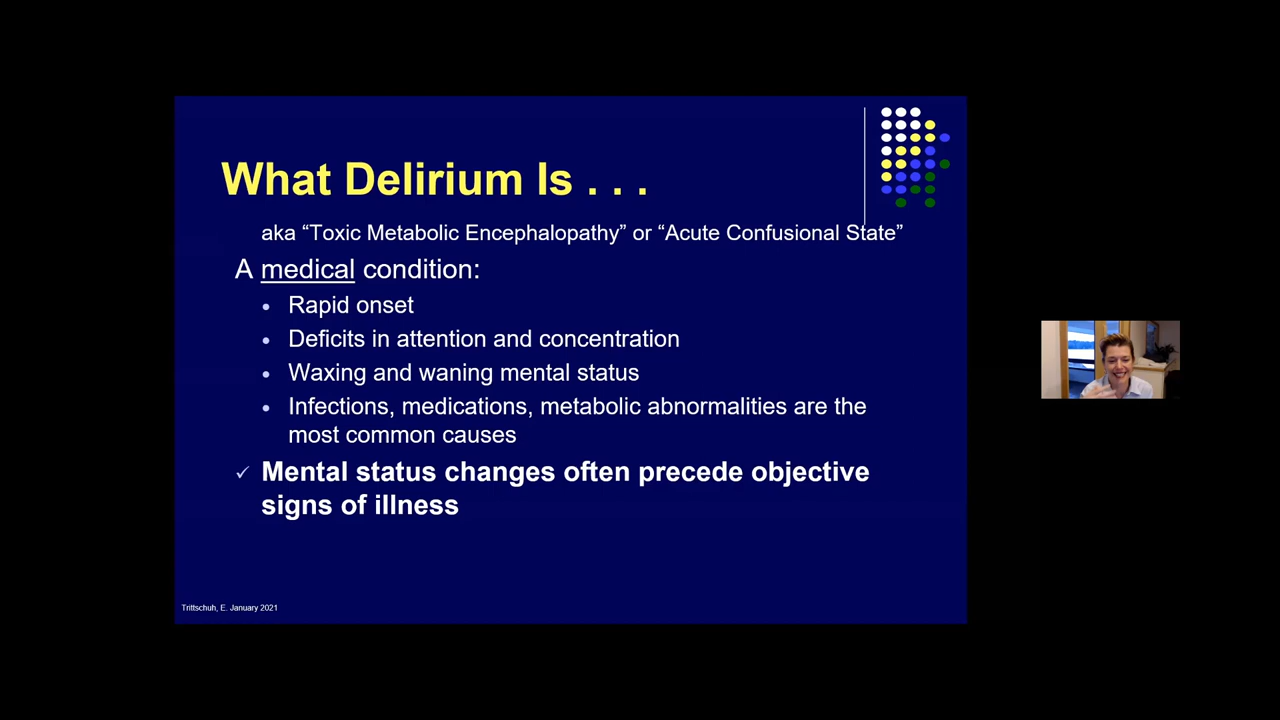 What Delirium Is . . .
aka “Toxic Metabolic Encephalopathy” or “Acute Confusional State”
A medical condition:
• Rapid onset
• Deficits in attention and concentration
• Waxing and waning mental status
• Infections, medications, metabolic abnormalities are the
most common causes
✓ Mental status changes often precede objective
signs of illness
Trittschuh, E. January 2021